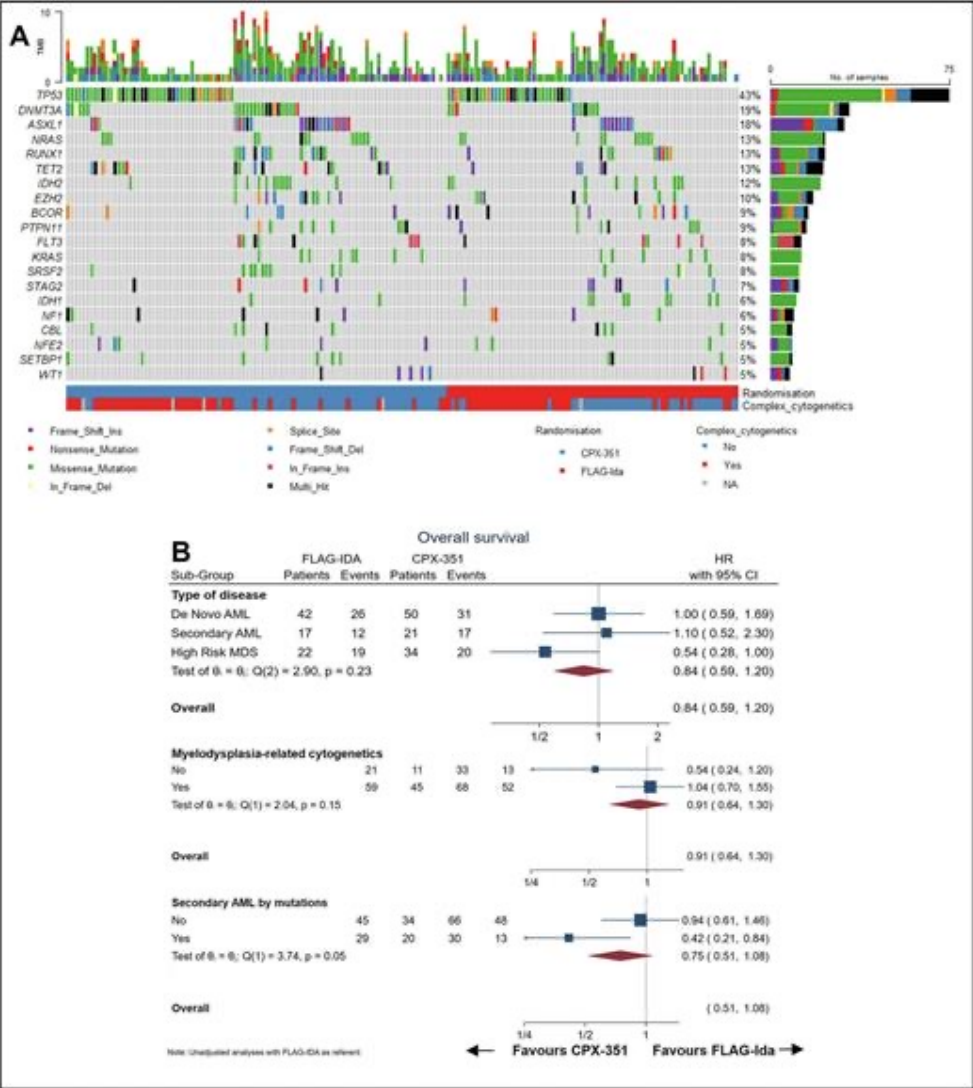 A
TMB
10
0
0 75
No. of samples
TP53 43%
DNMT3A 19%
ASXL1 18%
NRAS 13%
RUNX1 13%
TET2 13%
IDH2 12%
EZH2 10%
BCOR 9%
PTPN11 9%
FLT3 8%
KRAS 8%
SRSF2 8%
STAG2 7%
IDH1 6%
NF1 6%
CBL 5%
NFE2 5%
SETBP1 5%
WT1 5%
Randomisation
Complex_cytogenetics
Frame_Shift_Ins Splice_Site Randomisation Complex_cytogenetics
Nonsense_Mutation Frame_Shift_Del CPX-351 No
Missense_Mutation In_Frame_Ins FLAG-Ida Yes
In_Frame_Del Multi_Hit NA
B
Overall survival
FLAG-IDA CPX-351 HR
Sub-Group Patients Events Patients Events with 95% CI
Type of disease
De Novo AML 42 26 50 31 1.00 ( 0.59, 1.69)
Secondary AML 17 12 21 17 1.10 ( 0.52, 2.30)
High Risk MDS 22 19 34 20 0.54 ( 0.28, 1.00)
Test of θᵢ = θⱼ: Q(2) = 2.90, p = 0.23 0.84 ( 0.59, 1.20)
Overall 0.84 ( 0.59, 1.20)
1/2 1 2
Myelodysplasia-related cytogenetics
No 21 11 33 13 0.54 ( 0.24, 1.20)
Yes 59 45 68 52 1.04 ( 0.70, 1.55)
Test of θᵢ = θⱼ: Q(1) = 2.04, p = 0.15 0.91 ( 0.64, 1.30)
Overall 0.91 ( 0.64, 1.30)
1/4 1/2 1
Secondary AML by mutations
No 45 34 66 48 0.94 ( 0.61, 1.46)
Yes 29 20 30 13 0.42 ( 0.21, 0.84)
Test of θᵢ = θⱼ: Q(1) = 3.74, p = 0.05 0.75 ( 0.51, 1.08)
Overall ( 0.51, 1.08)
1/4 1/2 1
Note: Unadjusted analyses with FLAG-IDA as referent
Favours CPX-351 Favours FLAG-Ida